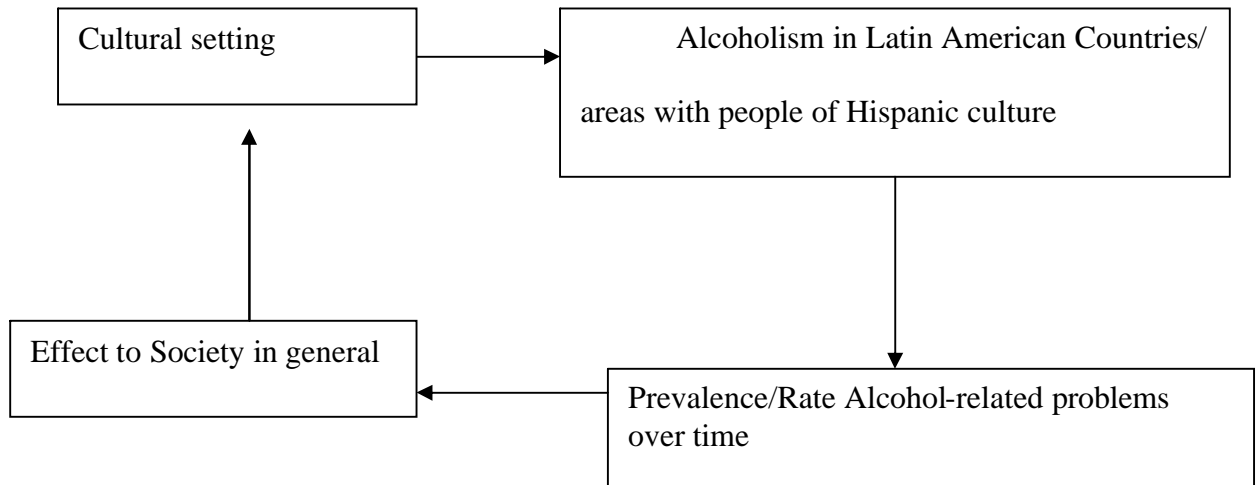 Cultural setting
Alcoholism in Latin American Countries/
areas with people of Hispanic culture
Effect to Society in general
Prevalence/Rate Alcohol-related problems
over time